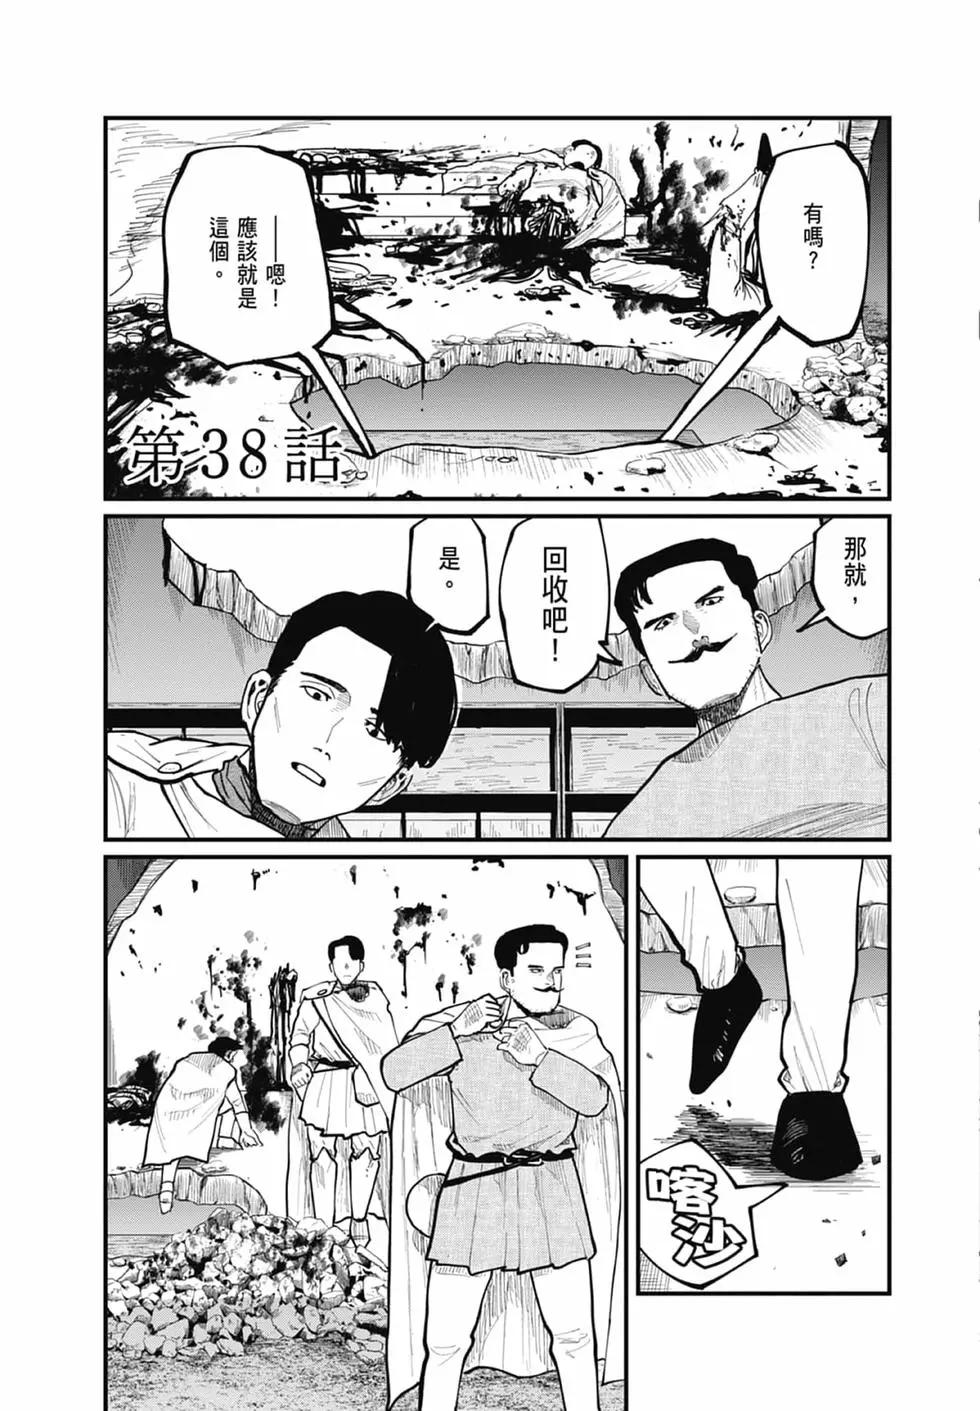 有嗎？
——嗯！
應該就是
這個。
第38話
那就，
回收吧！
是。
喀沙